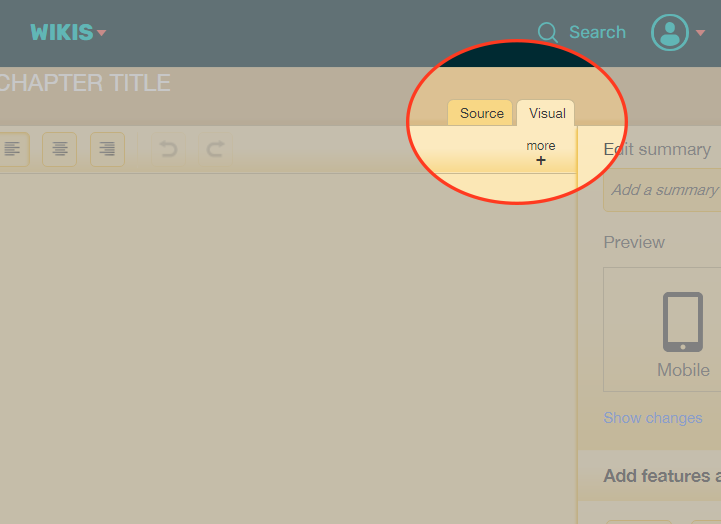 WIKIS
Search
CHAPTER TITLE
Source
Visual
more
+
Edit summary
Add a summary
Preview
Mobile
Show changes
Add features a